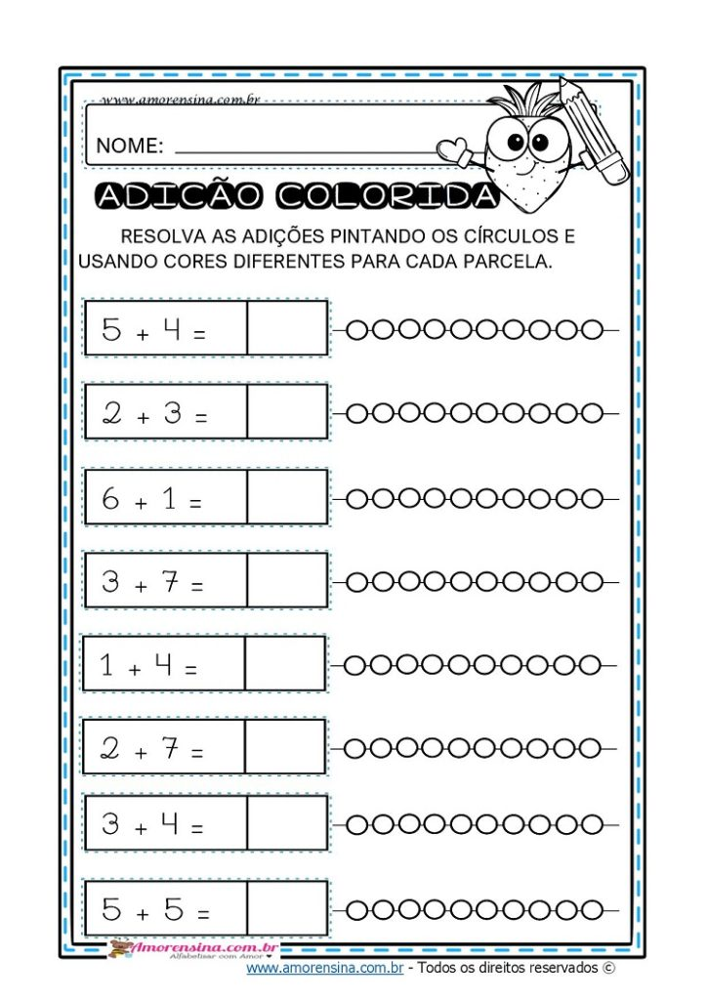 www.amorensina.com.br
NOME:
ADIÇÃO COLORIDA
RESOLVA AS ADIÇÕES PINTANDO OS CÍRCULOS E
USANDO CORES DIFERENTES PARA CADA PARCELA.
5 + 4 =
2 + 3 =
6 + 1 =
3 + 7 =
1 + 4 =
2 + 7 =
3 + 4 =
5 + 5 =
Amorensina.com.br
Alfabetizar com Amor
www.amorensina.com.br - Todos os direitos reservados ©